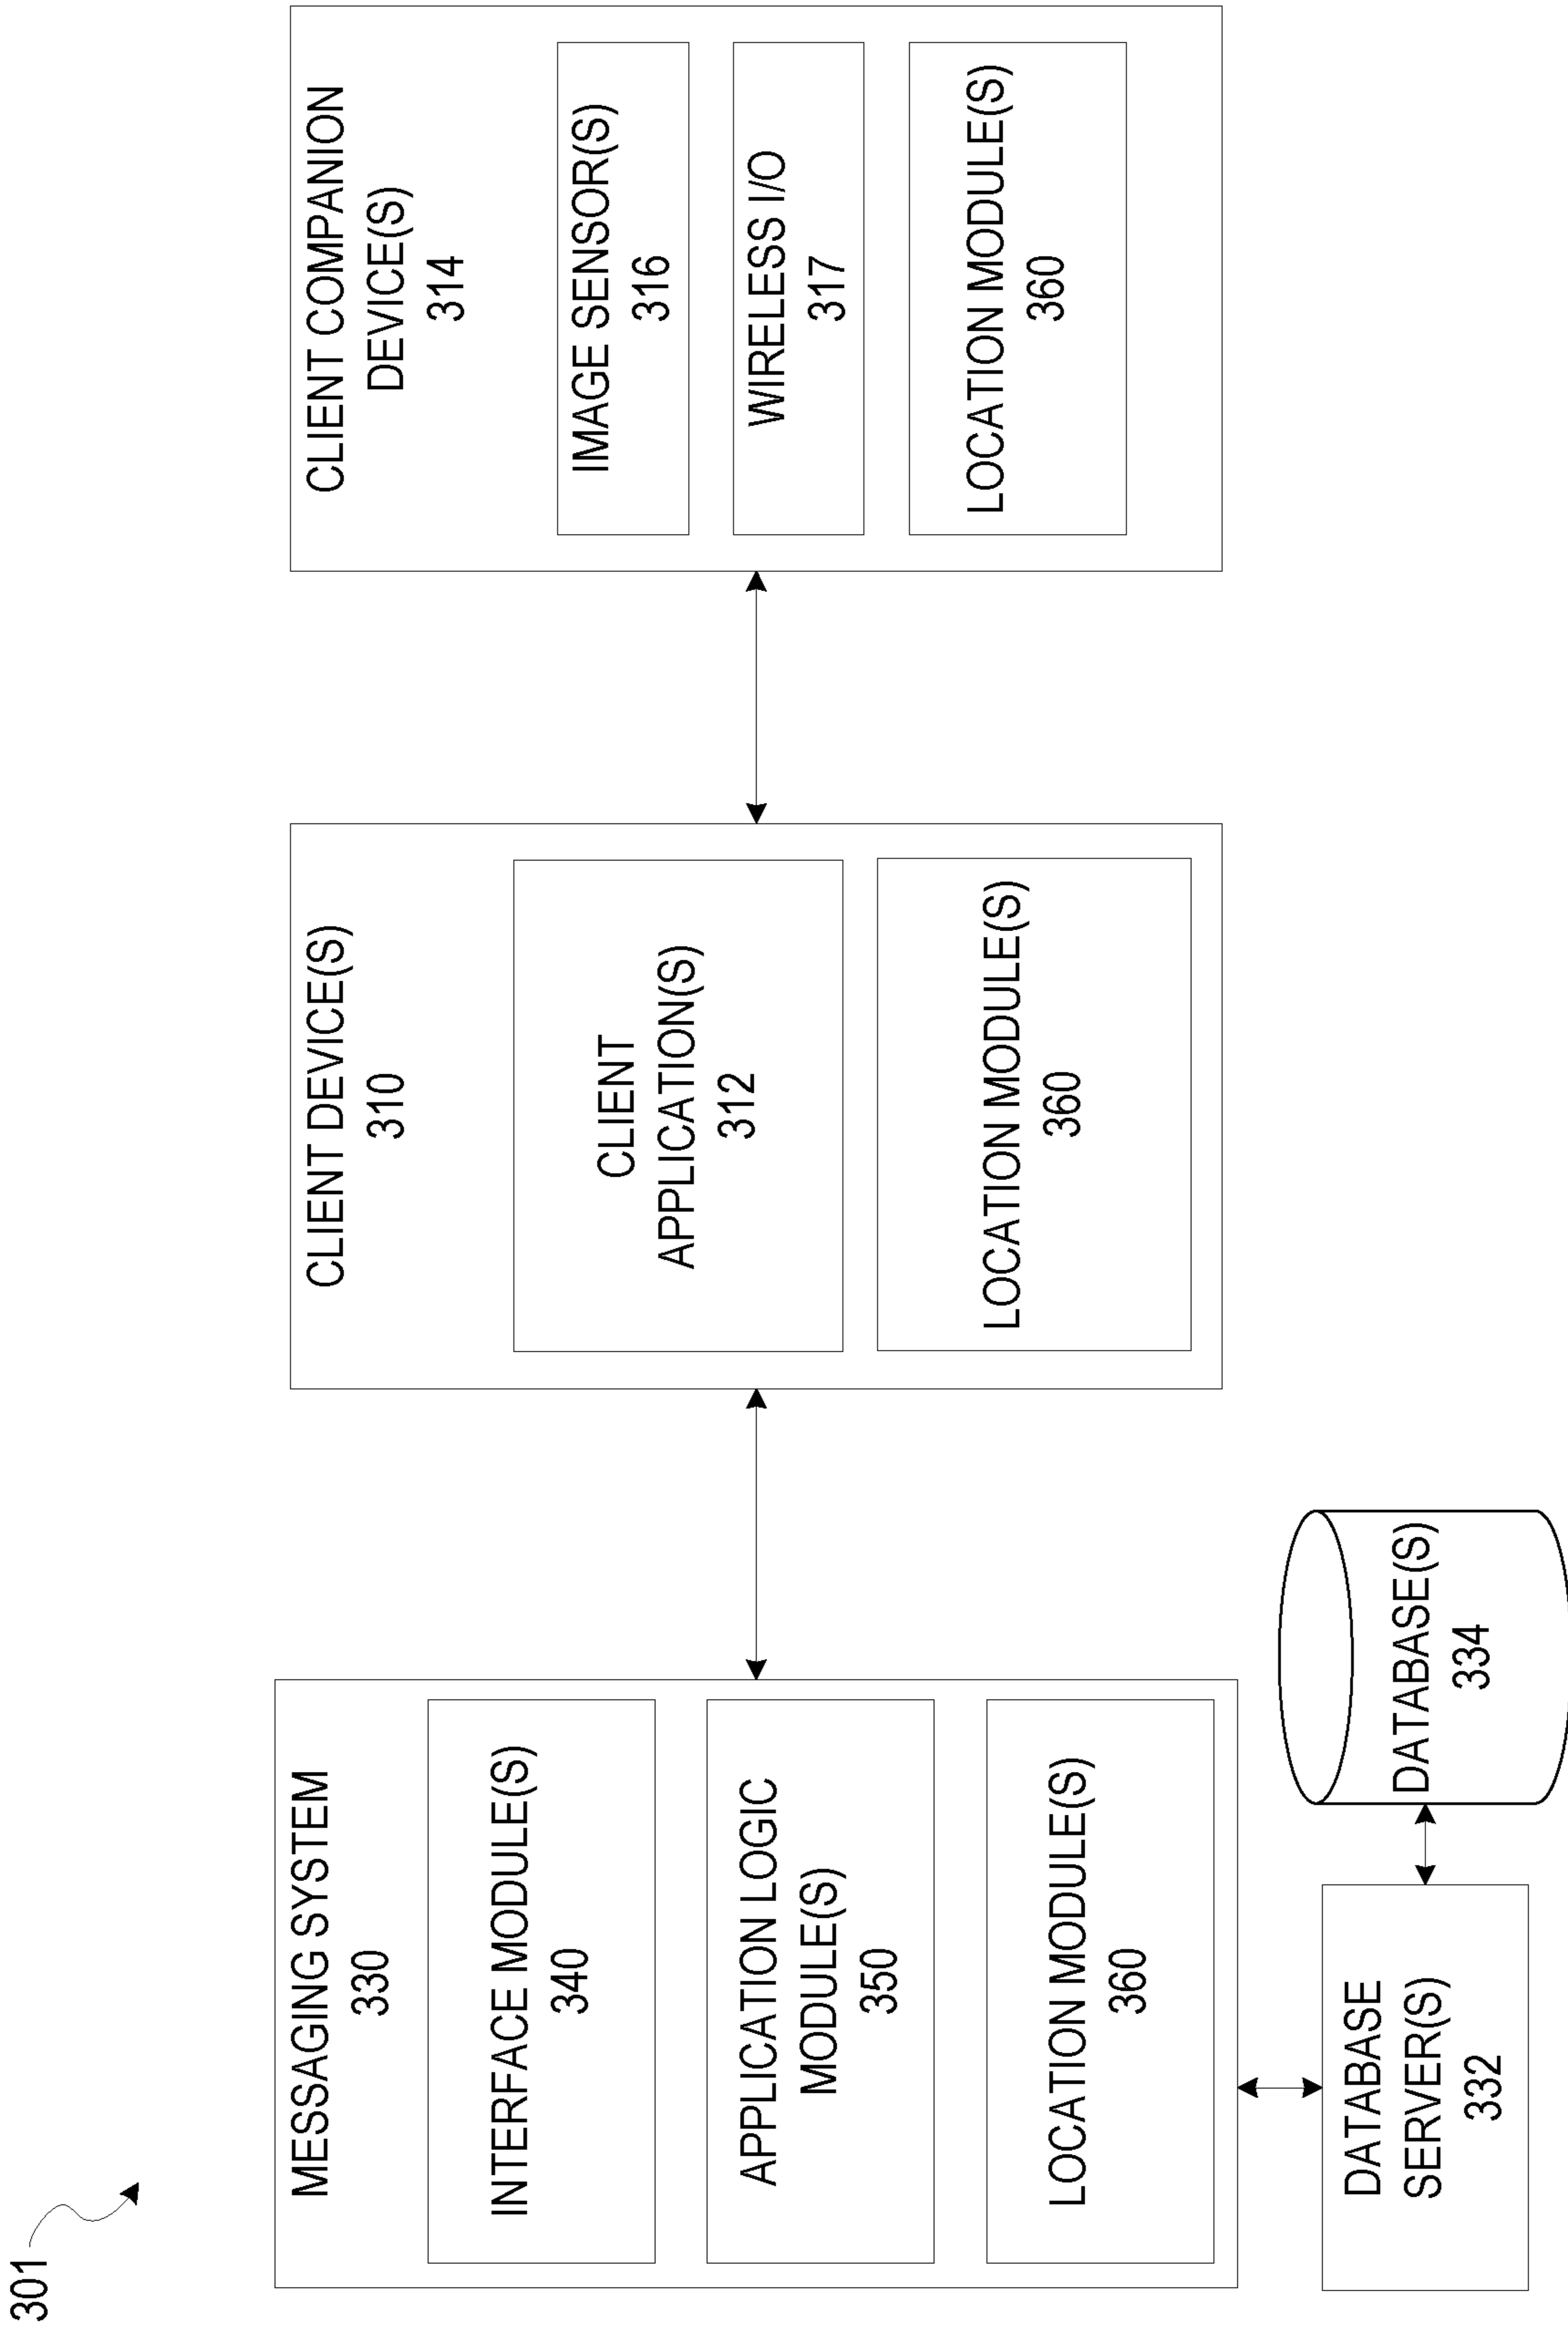 301
MESSAGING SYSTEM
330
INTERFACE MODULE(S)
340
APPLICATION LOGIC
MODULE(S)
350
LOCATION MODULE(S)
360
DATABASE
SERVER(S)
332
DATABASE(S)
334
CLIENT DEVICE(S)
310
CLIENT
APPLICATION(S)
312
LOCATION MODULE(S)
360
CLIENT COMPANION
DEVICE(S)
314
IMAGE SENSOR(S)
316
WIRELESS I/O
317
LOCATION MODULE(S)
360